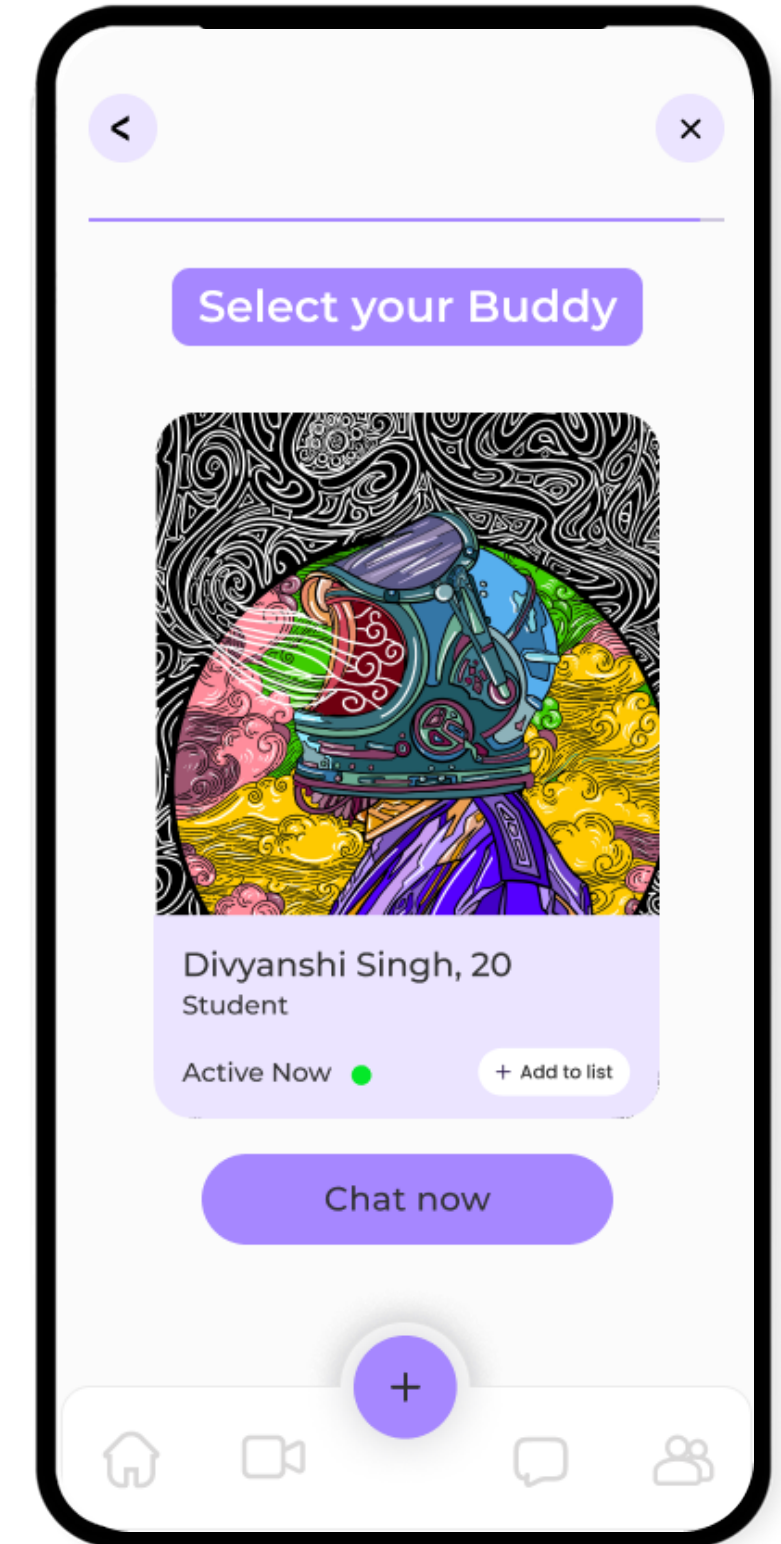 Select your Buddy
Divyanshi Singh, 20
Student
Active Now
+ Add to list
Chat now